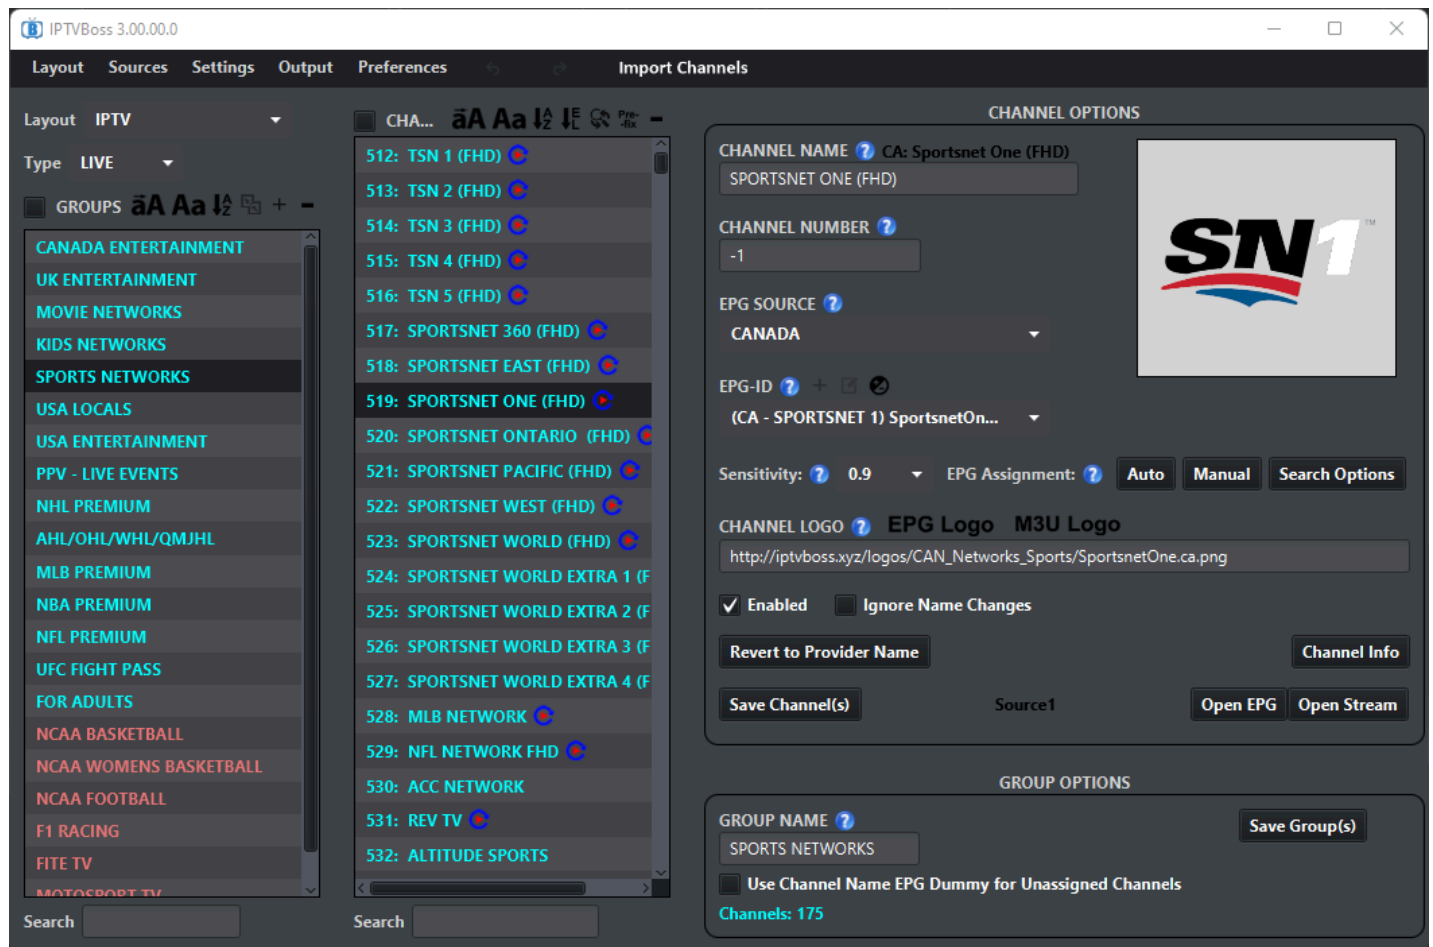 IPTVBoss 3.00.00.0
Layout Sources Settings Output Preferences Import Channels
Layout IPTV
Type LIVE
GROUPS āA Aa
CANADA ENTERTAINMENT
UK ENTERTAINMENT
MOVIE NETWORKS
KIDS NETWORKS
SPORTS NETWORKS
USA LOCALS
USA ENTERTAINMENT
PPV - LIVE EVENTS
NHL PREMIUM
AHL/OHL/WHL/QMJHL
MLB PREMIUM
NBA PREMIUM
NFL PREMIUM
UFC FIGHT PASS
FOR ADULTS
NCAA BASKETBALL
NCAA WOMENS BASKETBALL
NCAA FOOTBALL
F1 RACING
FITE TV
MOTOSPORT TV
Search
CHA... āA Aa Pre-fix
512: TSN 1 (FHD)
513: TSN 2 (FHD)
514: TSN 3 (FHD)
515: TSN 4 (FHD)
516: TSN 5 (FHD)
517: SPORTSNET 360 (FHD)
518: SPORTSNET EAST (FHD)
519: SPORTSNET ONE (FHD)
520: SPORTSNET ONTARIO (FHD)
521: SPORTSNET PACIFIC (FHD)
522: SPORTSNET WEST (FHD)
523: SPORTSNET WORLD (FHD)
524: SPORTSNET WORLD EXTRA 1 (F
525: SPORTSNET WORLD EXTRA 2 (F
526: SPORTSNET WORLD EXTRA 3 (F
527: SPORTSNET WORLD EXTRA 4 (F
528: MLB NETWORK
529: NFL NETWORK FHD
530: ACC NETWORK
531: REV TV
532: ALTITUDE SPORTS
Search
CHANNEL OPTIONS
CHANNEL NAME CA: Sportsnet One (FHD)
SPORTSNET ONE (FHD)
CHANNEL NUMBER
-1
SN1 ™
EPG SOURCE
CANADA
EPG-ID
(CA - SPORTSNET 1) SportsnetOn...
Sensitivity: 0.9 EPG Assignment: Auto Manual Search Options
CHANNEL LOGO EPG Logo M3U Logo
http://iptvboss.xyz/logos/CAN_Networks_Sports/SportsnetOne.ca.png
Enabled Ignore Name Changes
Revert to Provider Name Channel Info
Save Channel(s) Source1 Open EPG Open Stream
GROUP OPTIONS
GROUP NAME Save Group(s)
SPORTS NETWORKS
Use Channel Name EPG Dummy for Unassigned Channels
Channels: 175